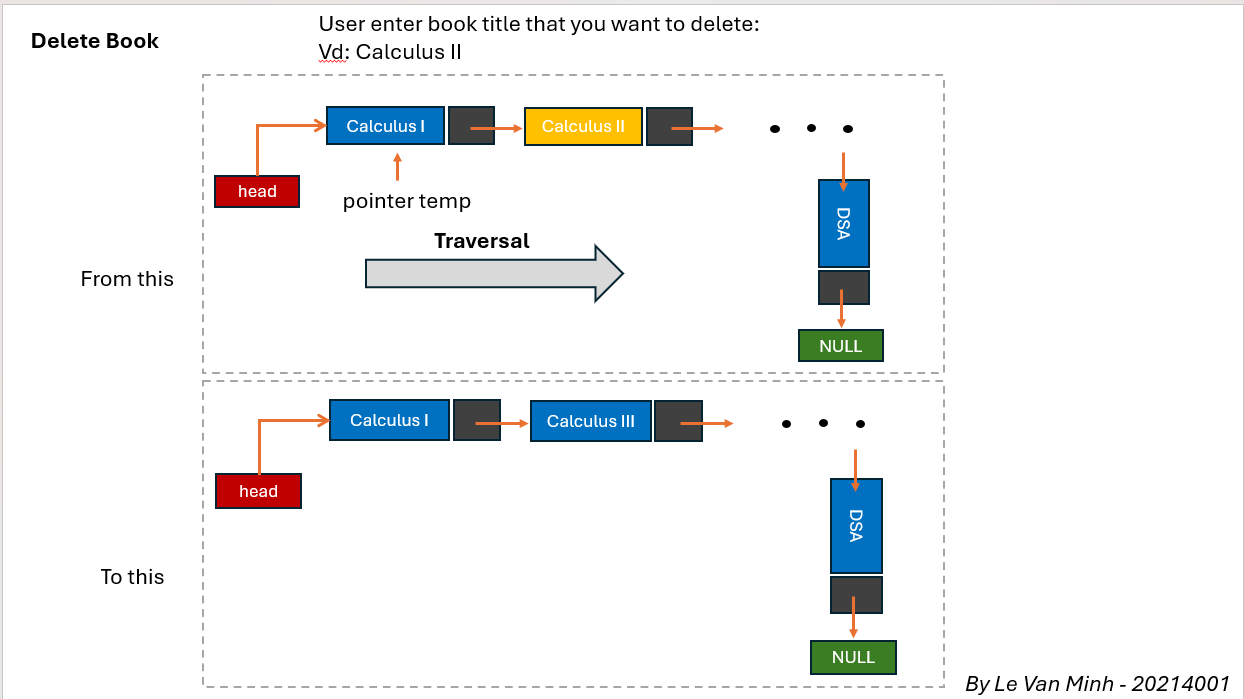 Delete Book
User enter book title that you want to delete:
Vd: Calculus II
Calculus I
Calculus II
head
pointer temp
DSA
Traversal
From this
NULL
Calculus I
Calculus III
head
DSA
To this
NULL
By Le Van Minh - 20214001